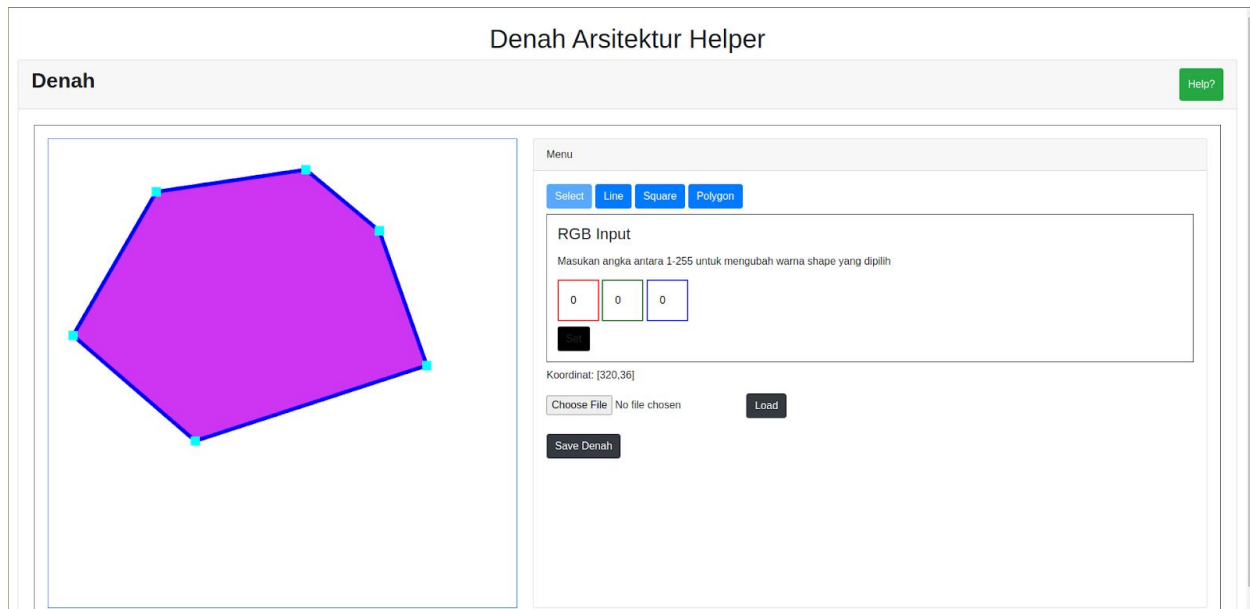 Denah Arsitektur Helper
Denah
Help?
Menu
Select Line Square Polygon
RGB Input
Masukan angka antara 1-255 untuk mengubah warna shape yang dipilih
0 0 0
Set
Koordinat: [320,36]
Choose File No file chosen Load
Save Denah